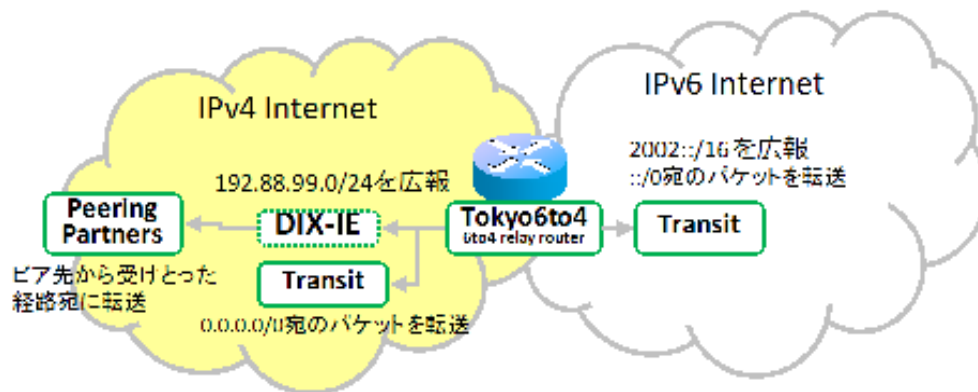 IPv4 Internet
IPv6 Internet
192.88.99.0/24を広報
2002::/16を広報
::/0宛のパケットを転送
Peering
Partners
DIX-IE
Tokyo6to4
6to4 relay router
Transit
ピア先から受けとった
経路宛に転送
Transit
0.0.0.0/0宛のパケットを転送